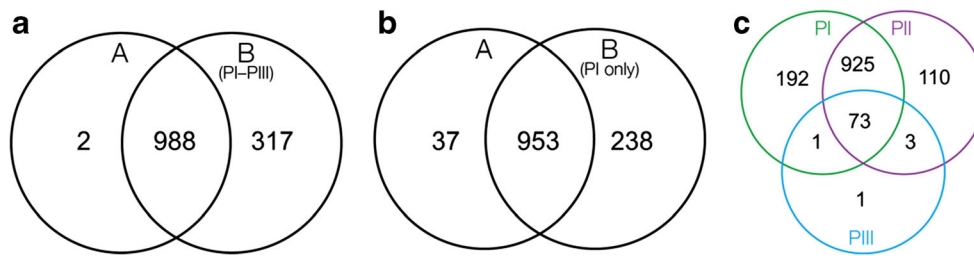 a
A
B
(PI–PIII)
2
988
317
b
A
B
(PI only)
37
953
238
c
PI
PII
192
925
110
73
1
3
1
PIII